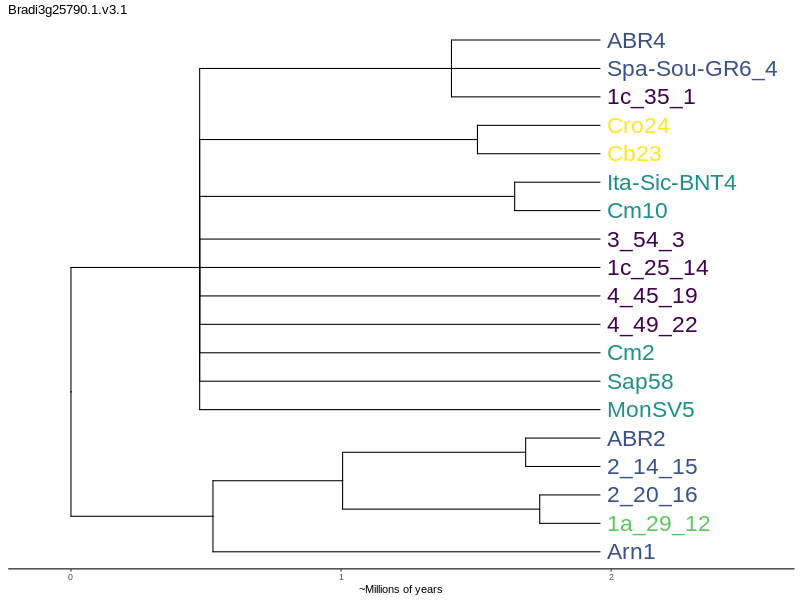 Bradi3g25790.1.v3.1
ABR4
Spa-Sou-GR6_4
1c_35_1
Cro24
Cb23
Ita-Sic-BNT4
Cm10
3_54_3
1c_25_14
4_45_19
4_49_22
Cm2
Sap58
MonSV5
ABR2
2_14_15
2_20_16
1a_29_12
Arn1
0 1 2
~Millions of years